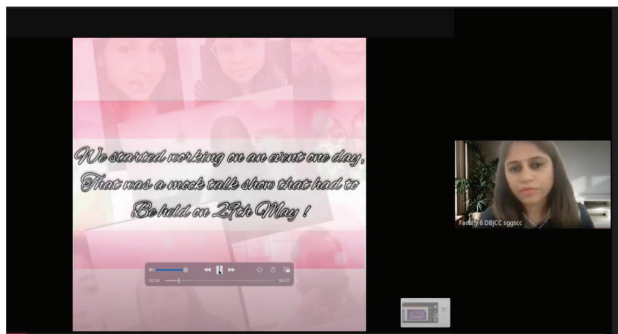 We started working on an event one day,
That was a mock talk show that had to
Be held on 29th May !
Faculty 6 DBJCC sggscc